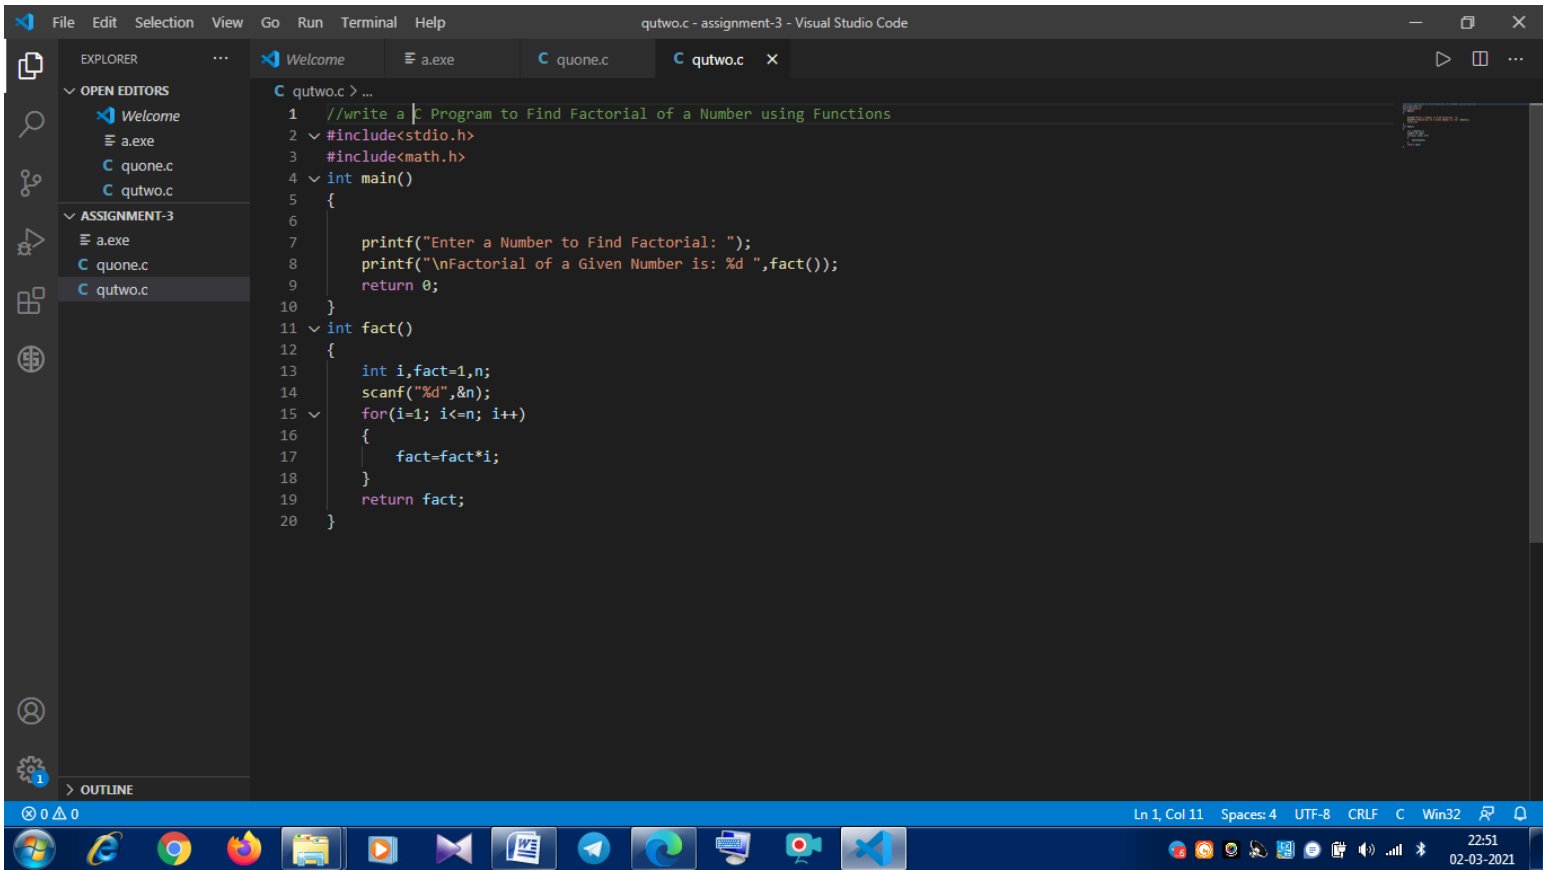 File Edit Selection View Go Run Terminal Help qutwo.c - assignment-3 - Visual Studio Code
EXPLORER ··· Welcome a.exe C quone.c C qutwo.c
OPEN EDITORS
Welcome
a.exe
C quone.c
C qutwo.c
ASSIGNMENT-3
a.exe
C quone.c
C qutwo.c
OUTLINE
C qutwo.c > ...
1 //write a C Program to Find Factorial of a Number using Functions
2 #include<stdio.h>
3 #include<math.h>
4 int main()
5 {
6
7 printf("Enter a Number to Find Factorial: ");
8 printf("\nFactorial of a Given Number is: %d ",fact());
9 return 0;
10 }
11 int fact()
12 {
13 int i,fact=1,n;
14 scanf("%d",&n);
15 for(i=1; i<=n; i++)
16 {
17 fact=fact*i;
18 }
19 return fact;
20 }
1
0 0 Ln 1, Col 11 Spaces: 4 UTF-8 CRLF C Win32
22:51
02-03-2021